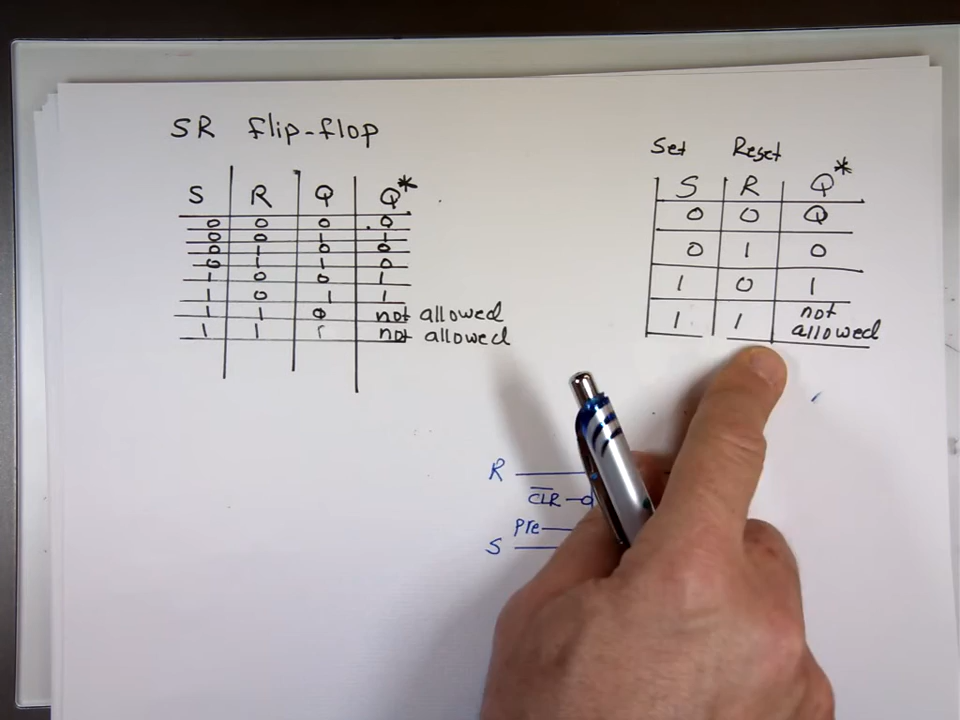 SR flip-flop
S R Q Q*
0 0 0 0
0 0 1 1
0 1 0 0
0 1 1 0
1 0 0 1
1 0 1 1
1 1 0 not allowed
1 1 1 not allowed
Set Reset
S R Q*
0 0 Q
0 1 0
1 0 1
1 1 not allowed
R
CLR
Pre
S